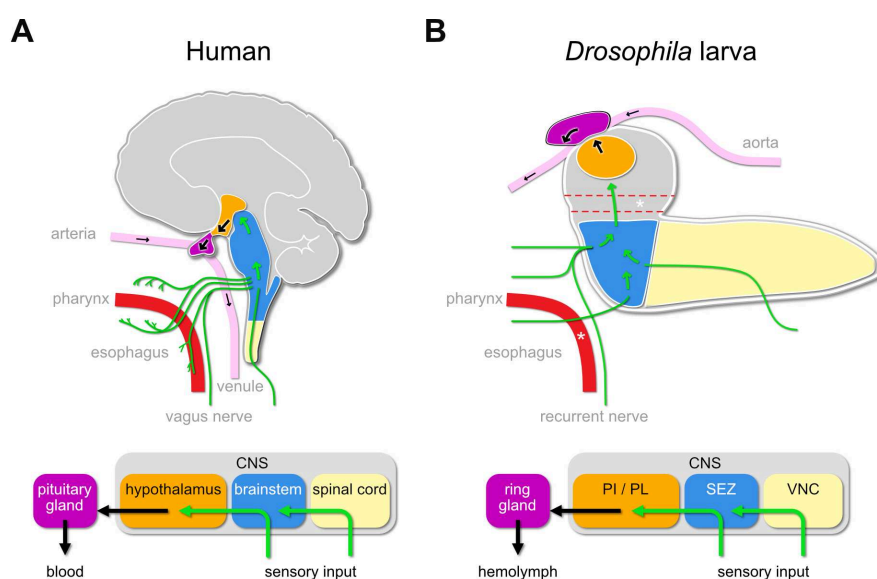 A
Human
arteria
pharynx
esophagus
venule
vagus nerve
CNS
pituitary
gland
hypothalamus
brainstem
spinal cord
blood
sensory input
B
Drosophila larva
aorta
*
pharynx
esophagus
*
recurrent nerve
CNS
ring
gland
PI / PL
SEZ
VNC
hemolymph
sensory input